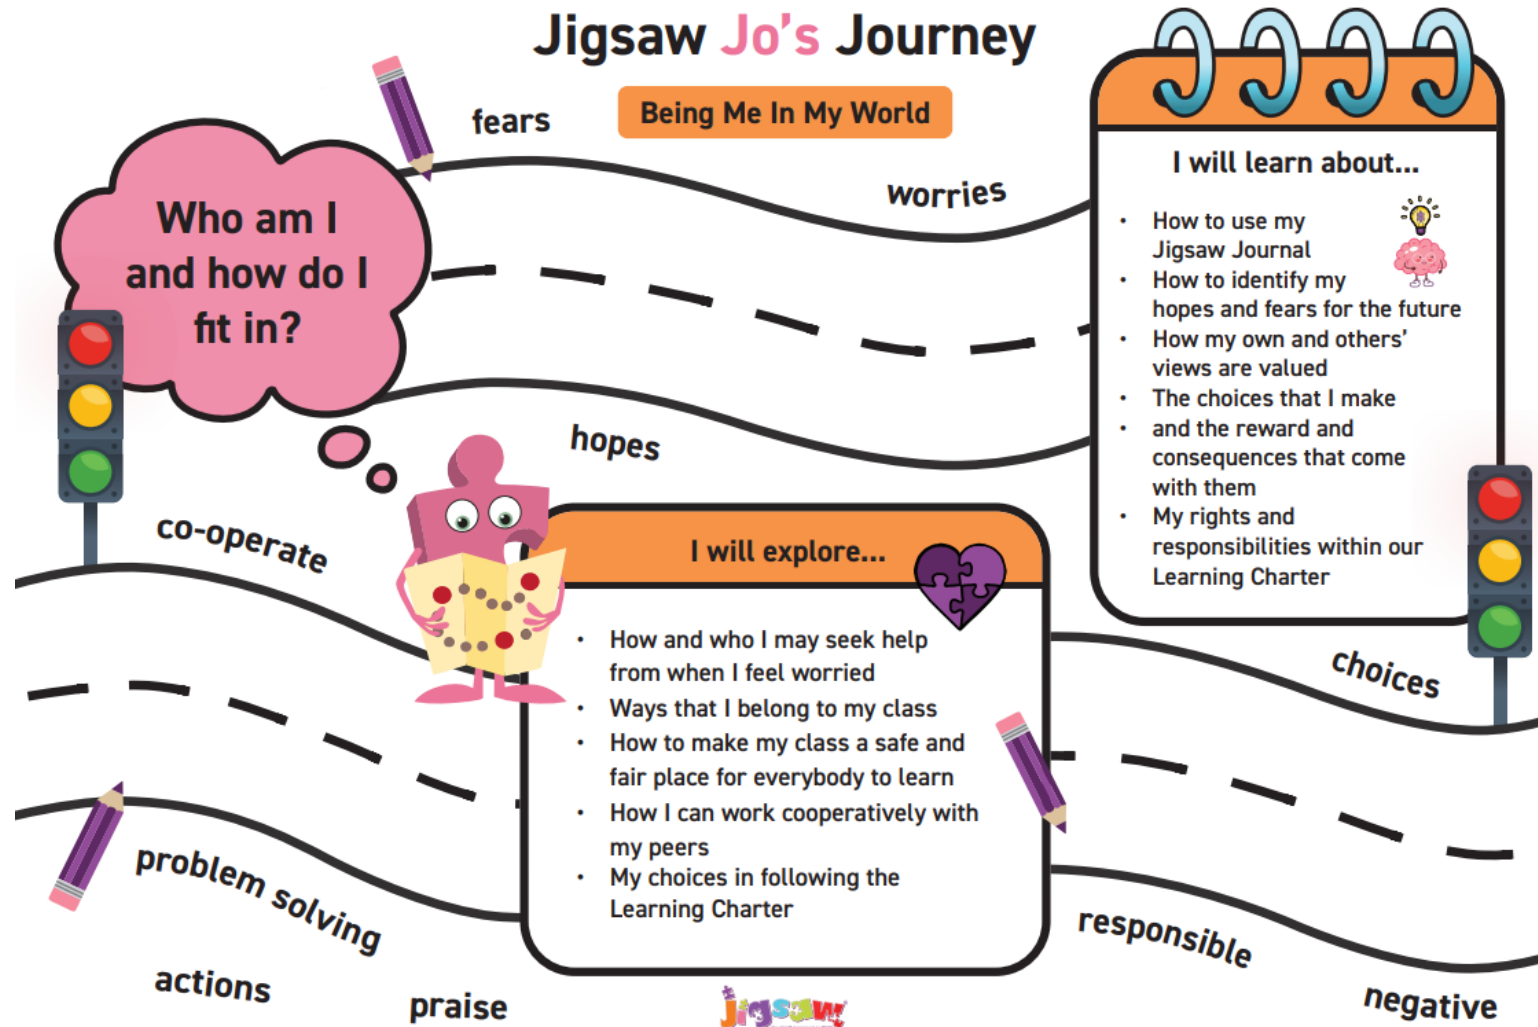 Jigsaw Jo's Journey
Being Me In My World
fears
worries
Who am I
and how do I
fit in?
hopes
I will learn about...
• How to use my
Jigsaw Journal
• How to identify my
hopes and fears for the future
• How my own and others'
views are valued
• The choices that I make
• and the reward and
consequences that come
with them
• My rights and
responsibilities within our
Learning Charter
co-operate
I will explore...
• How and who I may seek help
from when I feel worried
• Ways that I belong to my class
• How to make my class a safe and
fair place for everybody to learn
• How I can work cooperatively with
my peers
• My choices in following the
Learning Charter
choices
problem solving
actions
praise
responsible
negative
jigsaw